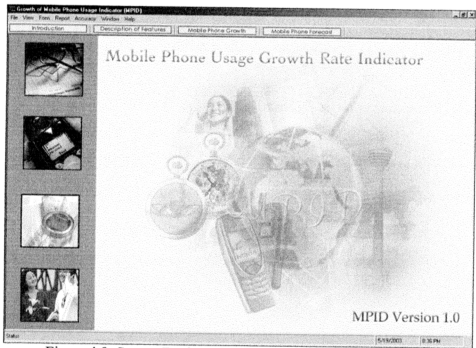 Growth of Mobile Phone Usage Indicator (MPID)
File View Form Report Accuracy Window Help
Introduction Description of Features Mobile Phone Growth Mobile Phone Forecast
Mobile Phone Usage Growth Rate Indicator
MPID
MPID Version 1.0
Status 5/19/2003 8:36 PM